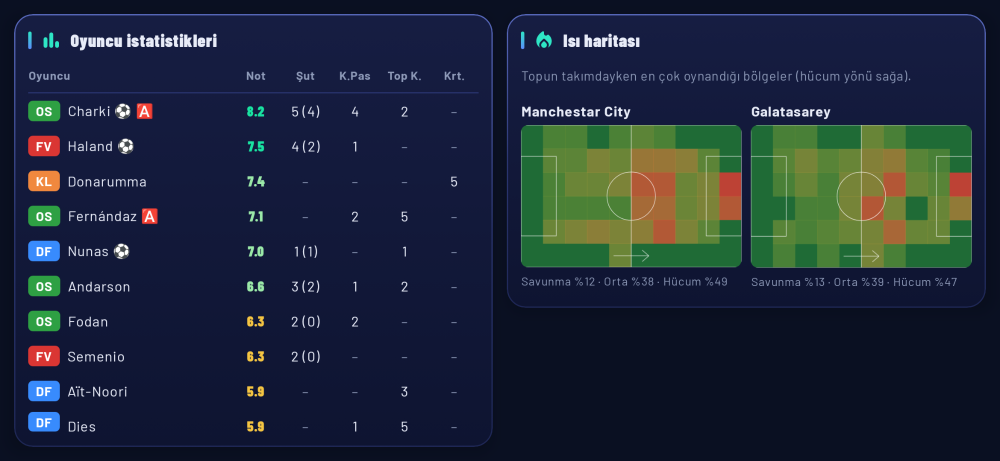 Oyuncu istatistikleri
Oyuncu Not Şut K.Pas Top K. Krt.
OS Charki ⚽ 🅰 8.2 5 (4) 4 2 –
FV Haland ⚽ 7.5 4 (2) 1 – –
KL Donarumma 7.4 – – – 5
OS Fernándaz 🅰 7.1 – 2 5 –
DF Nunas ⚽ 7.0 1 (1) – 1 –
OS Andarson 6.6 3 (2) 1 2 –
OS Fodan 6.3 2 (0) 2 – –
FV Semenio 6.3 2 (0) – – –
DF Aït-Noori 5.9 – – 3 –
DF Dies 5.9 – 1 5 –
Isı haritası
Topun takımdayken en çok oynandığı bölgeler (hücum yönü sağa).
Manchestar City
Savunma %12 · Orta %38 · Hücum %49
Galatasarey
Savunma %13 · Orta %39 · Hücum %47